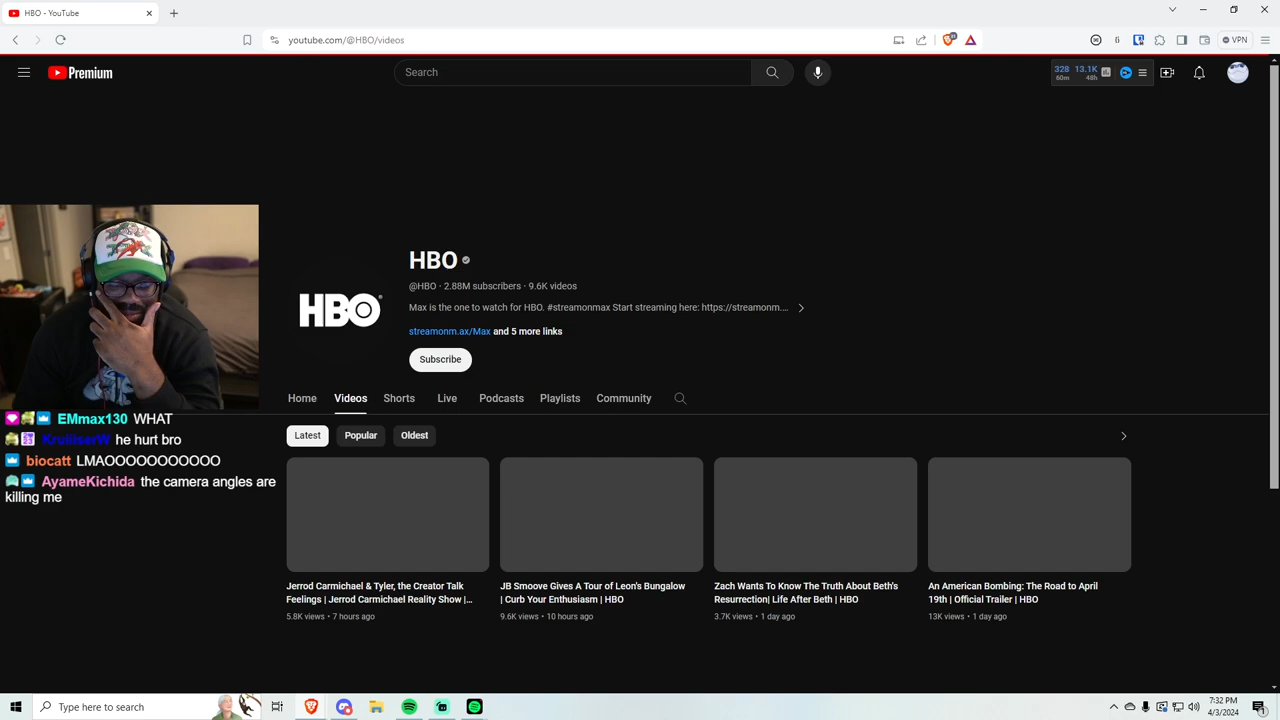 HBO - YouTube
youtube.com/@HBO/videos
VPN
Premium
Search
328 13.1K
60m 48h
HBO
@HBO · 2.88M subscribers · 9.6K videos
Max is the one to watch for HBO. #streamonmax Start streaming here: https://streamonm...
streamonm.ax/Max and 5 more links
Subscribe
HBO
Home Videos Shorts Live Podcasts Playlists Community
Latest Popular Oldest
EMmax130 WHAT
KruiiserW he hurt bro
biocatt LMAOOOOOOOOOOO
AyameKichida the camera angles are
killing me
Jerrod Carmichael & Tyler, the Creator Talk
Feelings | Jerrod Carmichael Reality Show |...
5.8K views · 7 hours ago
JB Smoove Gives A Tour of Leon's Bungalow
| Curb Your Enthusiasm | HBO
9.6K views · 10 hours ago
Zach Wants To Know The Truth About Beth's
Resurrection| Life After Beth | HBO
3.7K views · 1 day ago
An American Bombing: The Road to April
19th | Official Trailer | HBO
13K views · 1 day ago
Type here to search
7:32 PM
4/3/2024